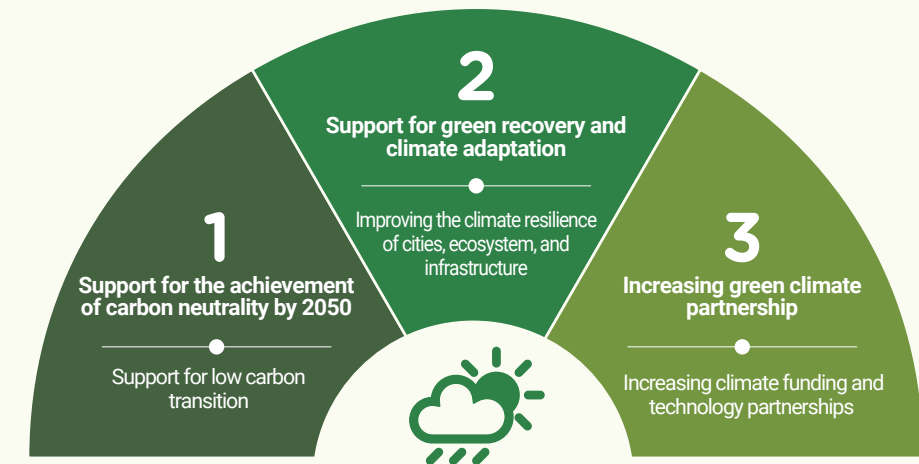 1
Support for the achievement
of carbon neutrality by 2050
Support for low carbon
transition
2
Support for green recovery and
climate adaptation
Improving the climate resilience
of cities, ecosystem, and
infrastructure
3
Increasing green climate
partnership
Increasing climate funding and
technology partnerships